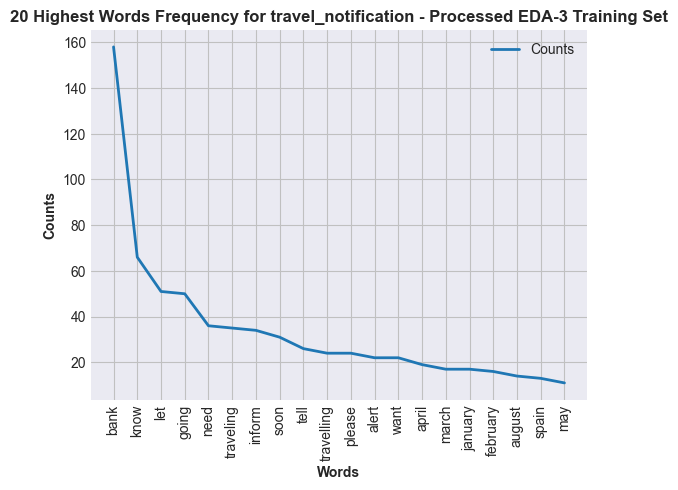 20 Highest Words Frequency for travel_notification - Processed EDA-3 Training Set
Counts
160
140
120
100
80
60
40
20
Counts
bank
know
let
going
need
traveling
inform
soon
tell
travelling
please
alert
want
april
march
january
february
august
spain
may
Words